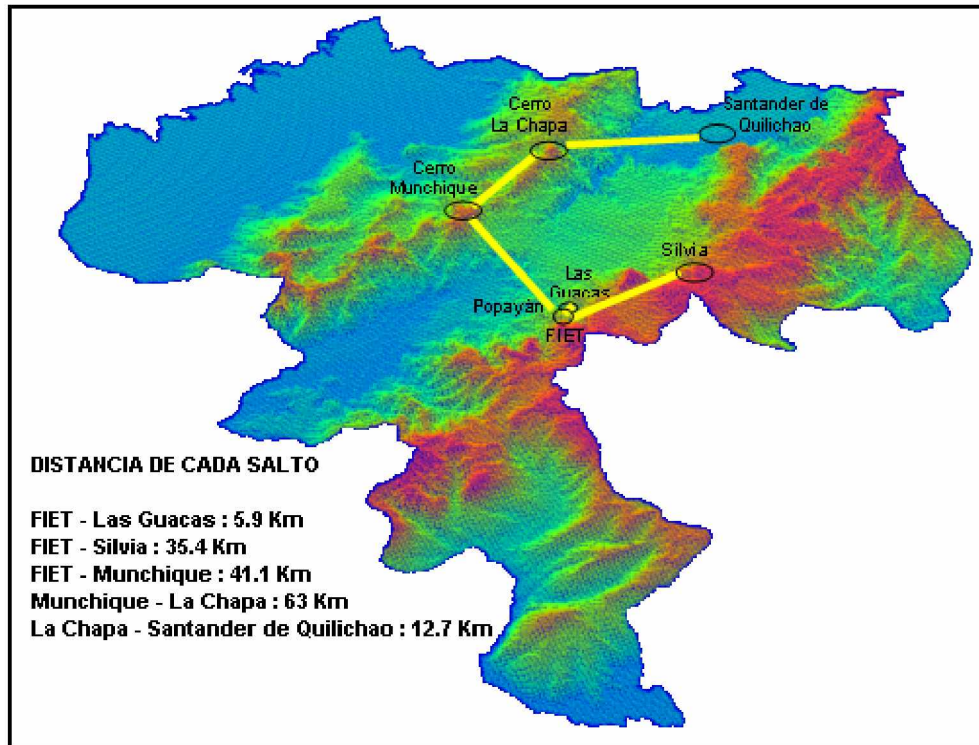 Cerro
La Chapa
Santander de
Quilichao
Cerro
Munchique
Silvia
Las
Guacas
Popayán
FIET
DISTANCIA DE CADA SALTO
FIET - Las Guacas : 5.9 Km
FIET - Silvia : 35.4 Km
FIET - Munchique : 41.1 Km
Munchique - La Chapa : 63 Km
La Chapa - Santander de Quilichao : 12.7 Km